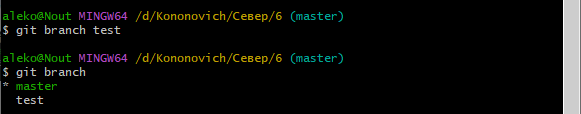 aleko@Nout MINGW64 /d/Kononovich/Север/6 (master)
$ git branch test
aleko@Nout MINGW64 /d/Kononovich/Север/6 (master)
$ git branch
* master
  test